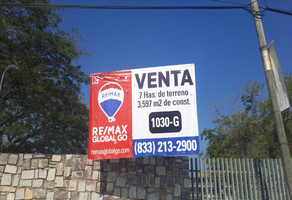 RE/MAX
RE/MAX
GLOBAL GO
remaxglobalgo.com
VENTA
7 Has. de terreno,
3,597 m2 de const.
1030-G
(833) 213-2900